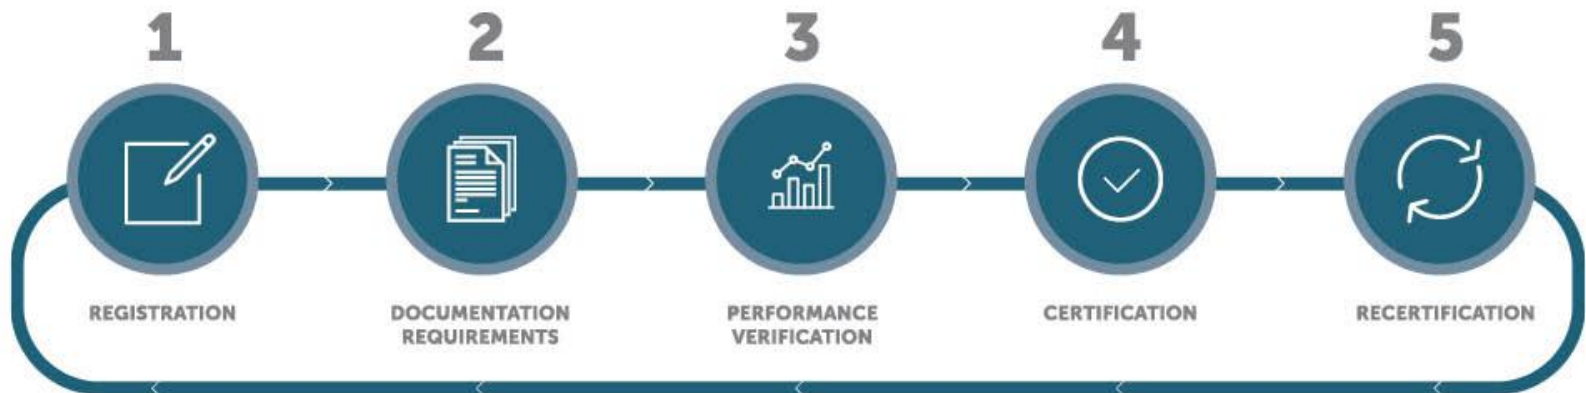 1
2
3
4
5
REGISTRATION
DOCUMENTATION
REQUIREMENTS
PERFORMANCE
VERIFICATION
CERTIFICATION
RECERTIFICATION